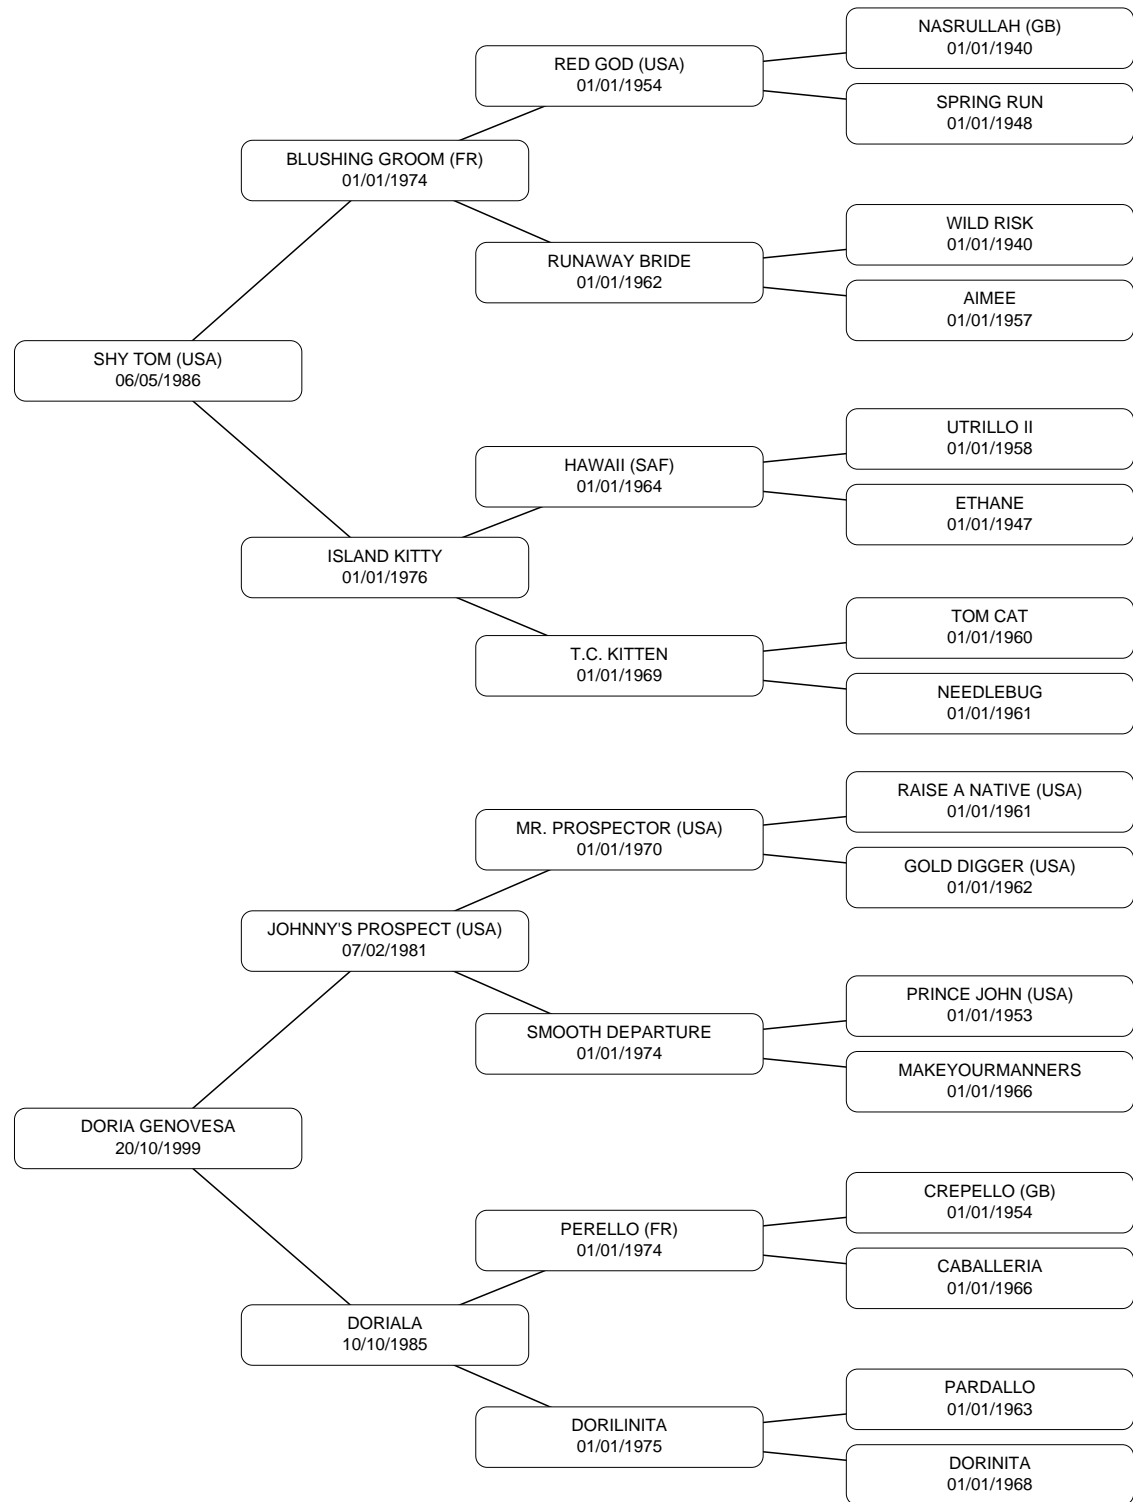 NASRULLAH (GB)
01/01/1940
RED GOD (USA)
01/01/1954
SPRING RUN
01/01/1948
BLUSHING GROOM (FR)
01/01/1974
WILD RISK
01/01/1940
RUNAWAY BRIDE
01/01/1962
AIMEE
01/01/1957
SHY TOM (USA)
06/05/1986
UTRILLO II
01/01/1958
HAWAII (SAF)
01/01/1964
ETHANE
01/01/1947
ISLAND KITTY
01/01/1976
TOM CAT
01/01/1960
T.C. KITTEN
01/01/1969
NEEDLEBUG
01/01/1961
RAISE A NATIVE (USA)
01/01/1961
MR. PROSPECTOR (USA)
01/01/1970
GOLD DIGGER (USA)
01/01/1962
JOHNNY'S PROSPECT (USA)
07/02/1981
PRINCE JOHN (USA)
01/01/1953
SMOOTH DEPARTURE
01/01/1974
MAKEYOURMANNERS
01/01/1966
DORIA GENOVESA
20/10/1999
CREPELLO (GB)
01/01/1954
PERELLO (FR)
01/01/1974
CABALLERIA
01/01/1966
DORIALA
10/10/1985
PARDALLO
01/01/1963
DORILINITA
01/01/1975
DORINITA
01/01/1968